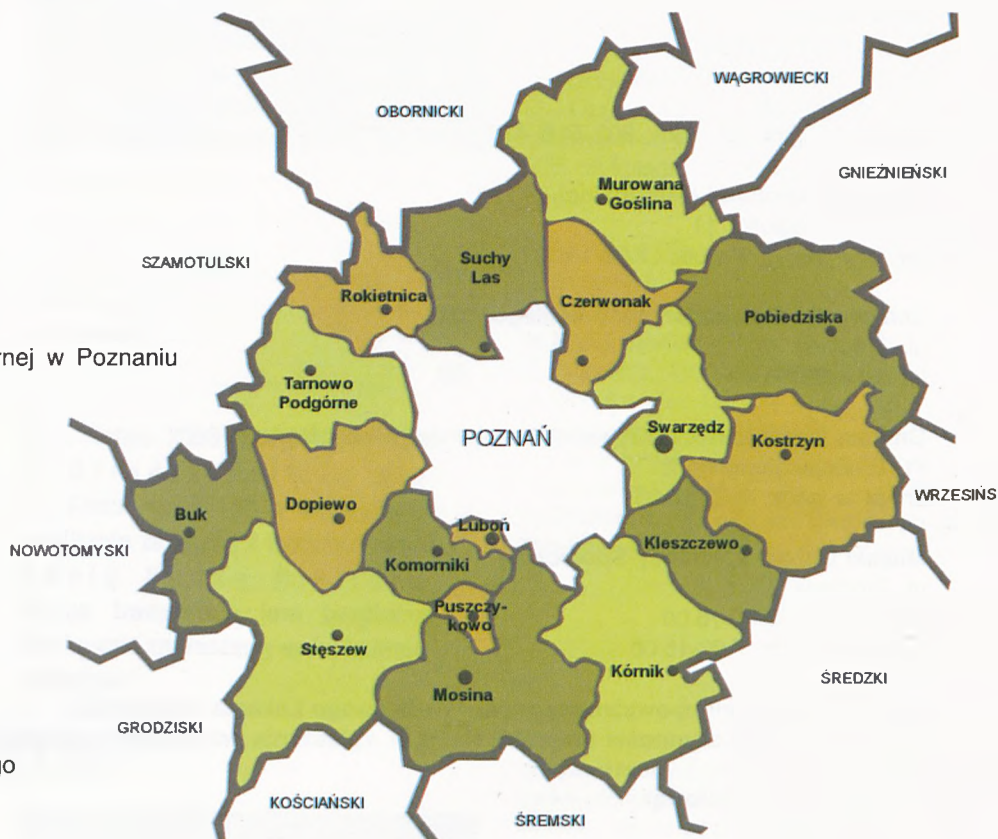 WĄGROWIECKI
OBORNICKI
GNIEŹNIEŃSKI
Murowana
Goślina
SZAMOTULSKI
Suchy
Las
Rokietnica
Czerwonak
Pobiedziska
rnej w Poznaniu
Tarnowo
Podgórne
POZNAŃ
Swarzędz
Kostrzyn
WRZESIŃS
Buk
Dopiewo
Luboń
NOWOTOMYSKI
Komorniki
Kleszczewo
Puszczy-
kowo
Stęszew
Mosina
Kórnik
ŚREDZKI
GRODZISKI
go
KOŚCIAŃSKI
ŚREMSKI